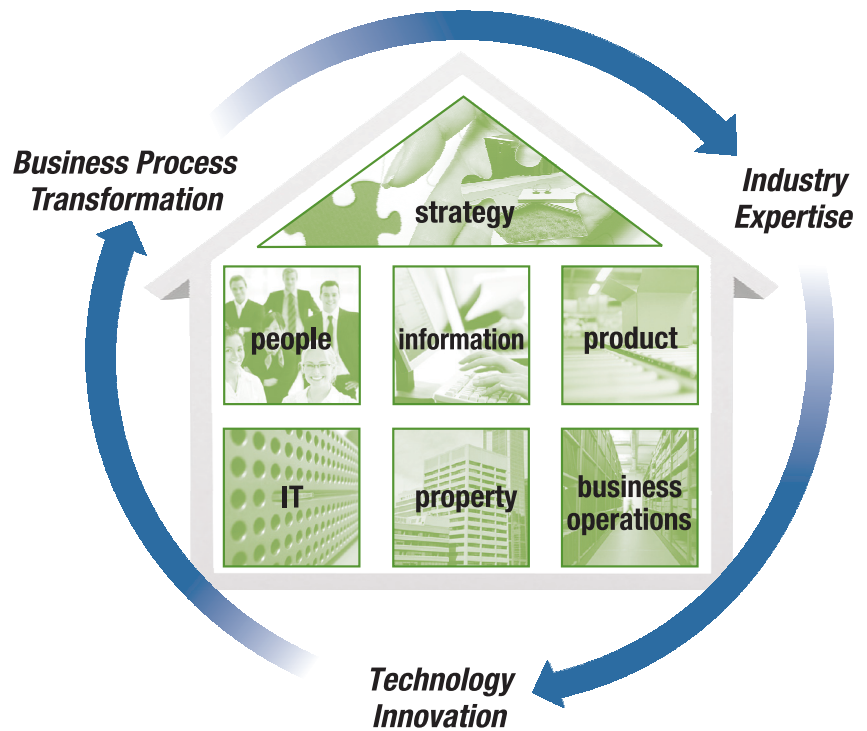 Business Process
Transformation
Industry
Expertise
strategy
people
information
product
IT
property
business
operations
Technology
Innovation